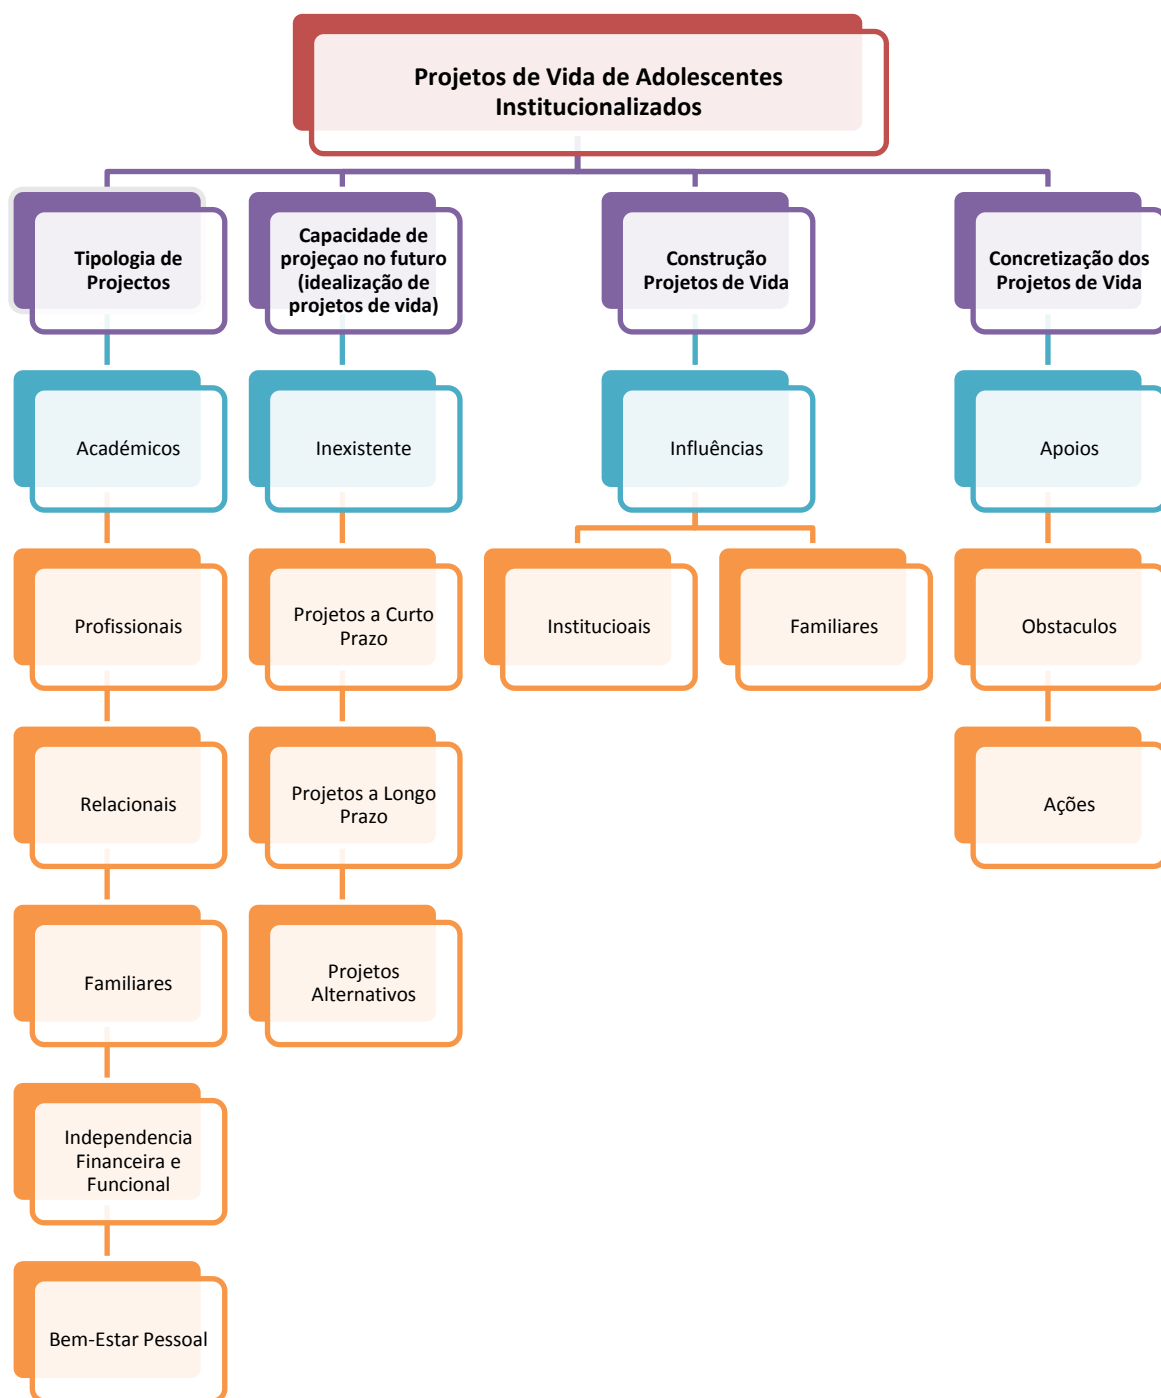 Projetos de Vida de Adolescentes
Institucionalizados
Tipologia de
Projectos
Capacidade de
projeçao no futuro
(idealização de
projetos de vida)
Construção
Projetos de Vida
Concretização dos
Projetos de Vida
Académicos
Inexistente
Influências
Apoios
Profissionais
Projetos a Curto
Prazo
Institucioais
Familiares
Obstaculos
Relacionais
Projetos a Longo
Prazo
Ações
Familiares
Projetos
Alternativos
Independencia
Financeira e
Funcional
Bem-Estar Pessoal